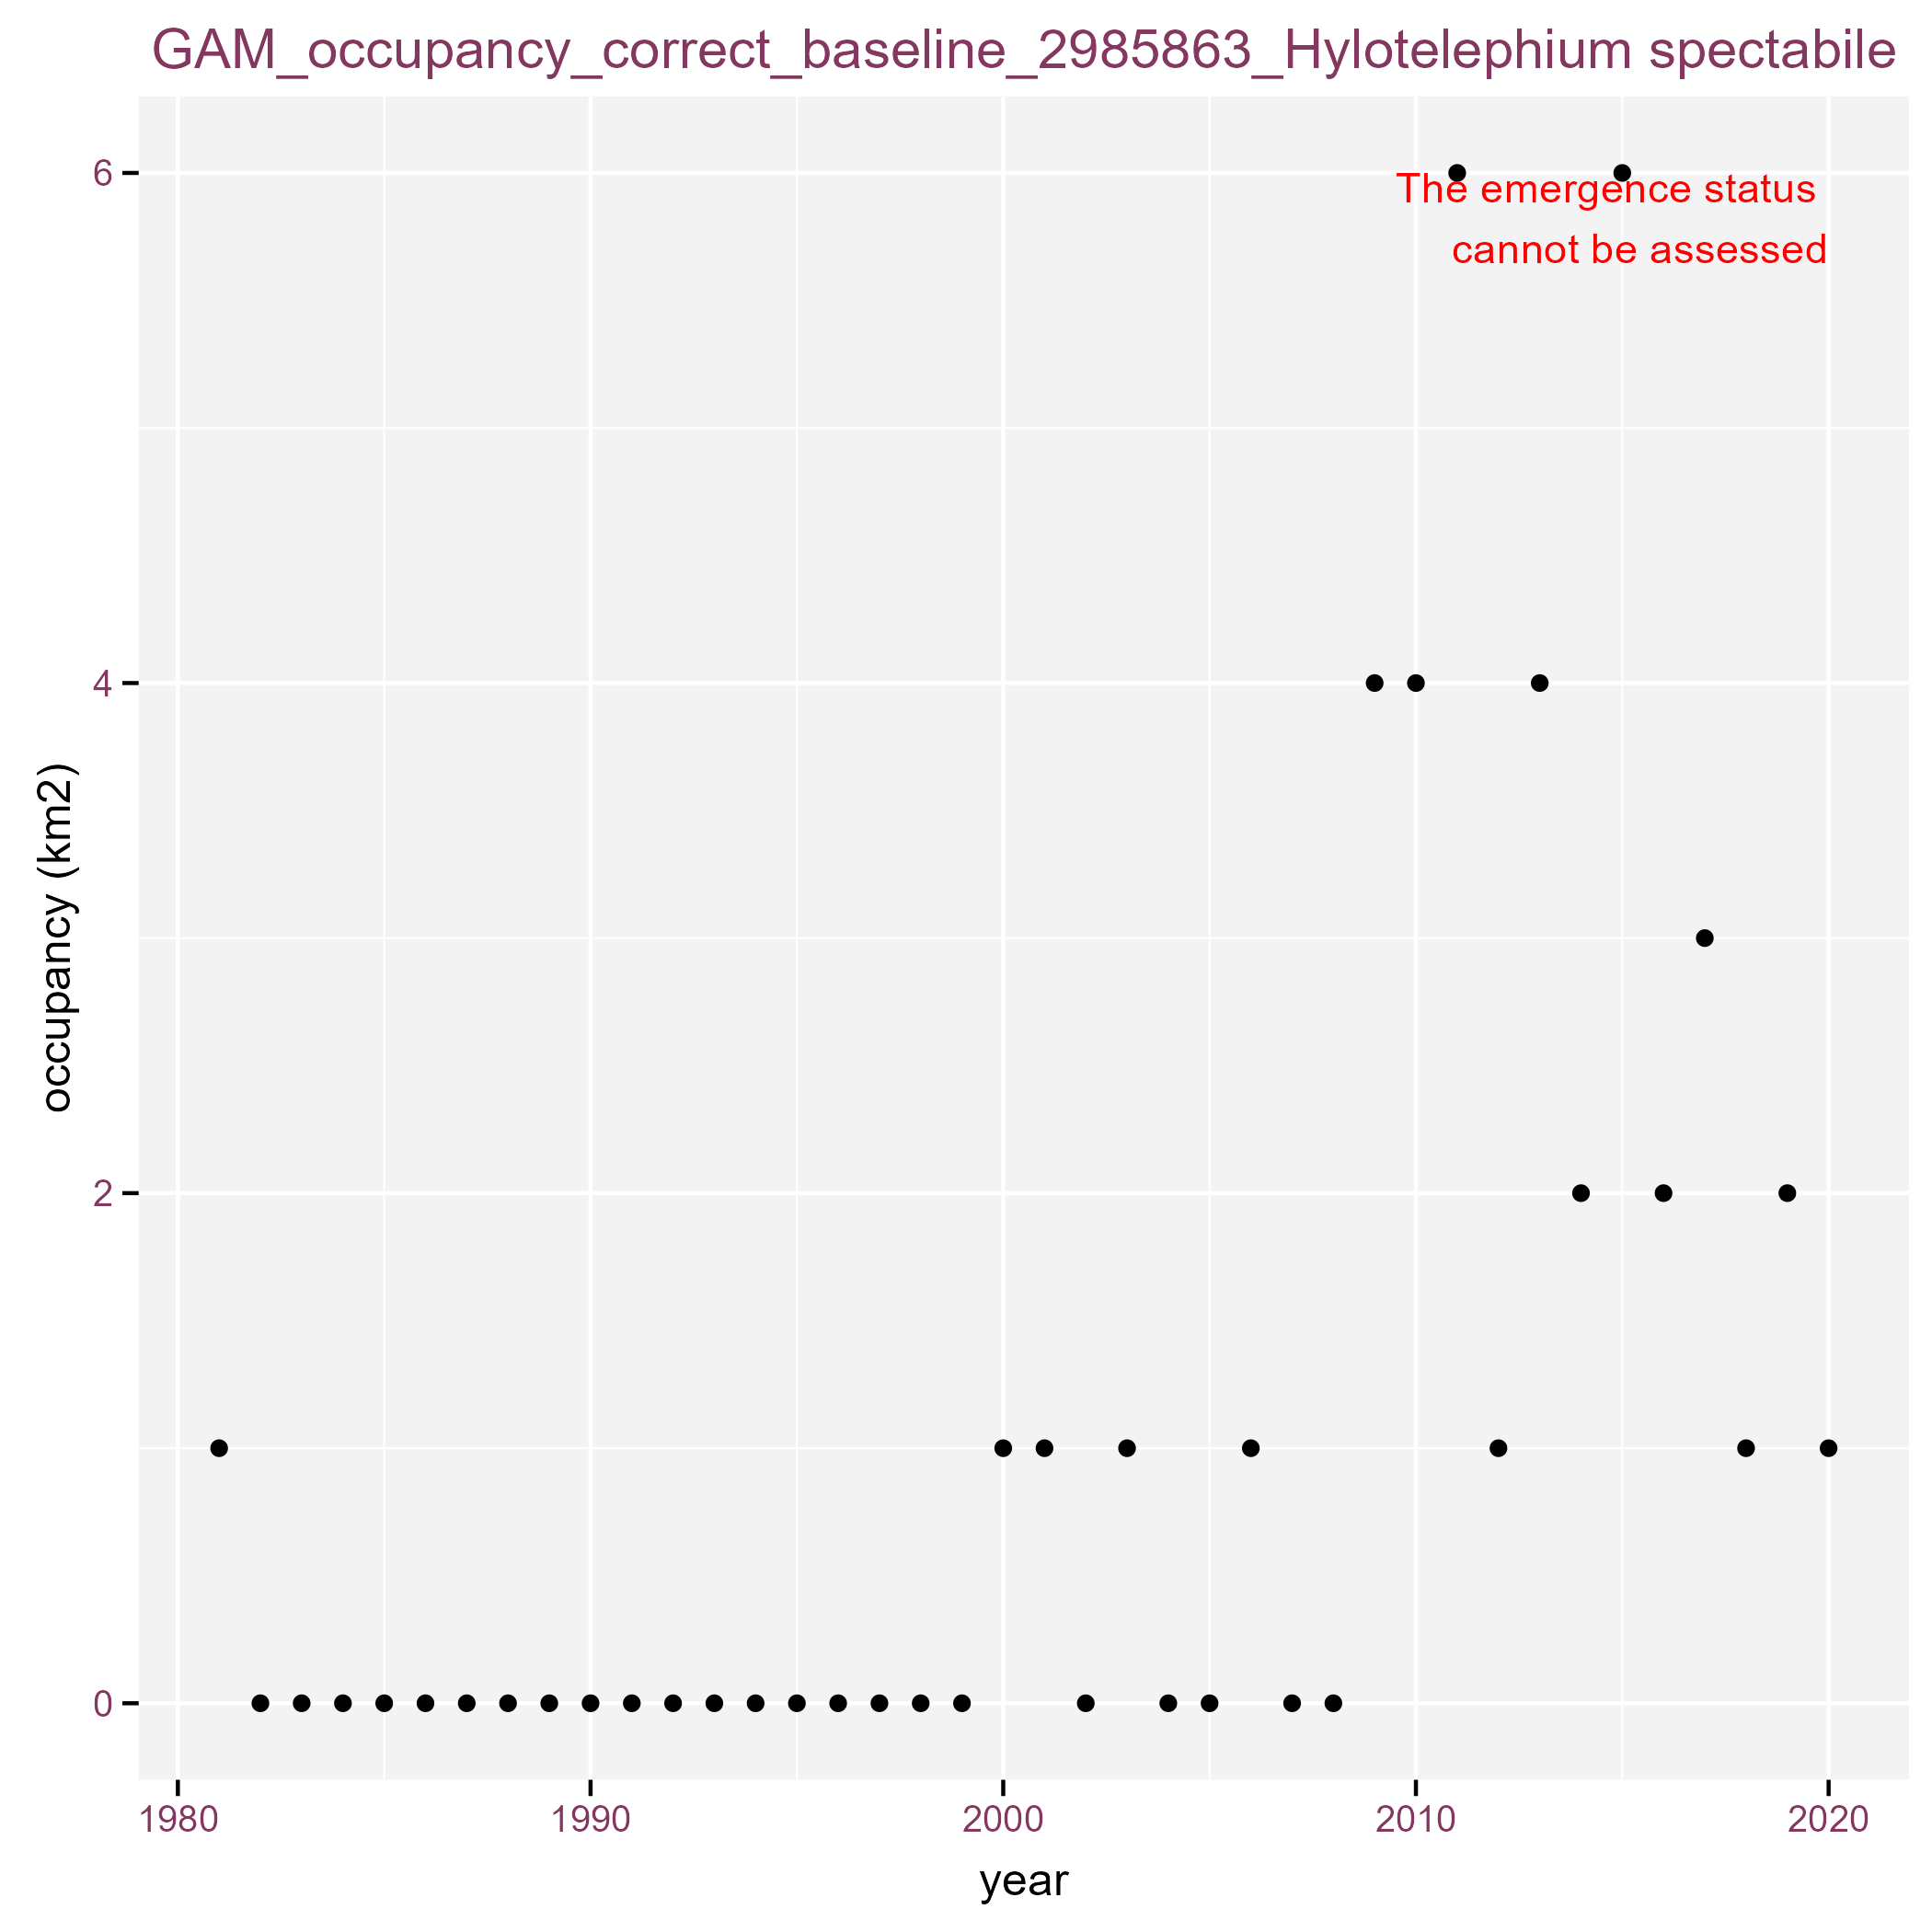 GAM_occupancy_correct_baseline_2985863_Hylotelephium spectabile
6
The emergence status
cannot be assessed
4
occupancy (km2)
2
0
1980 1990 2000 2010 2020
year